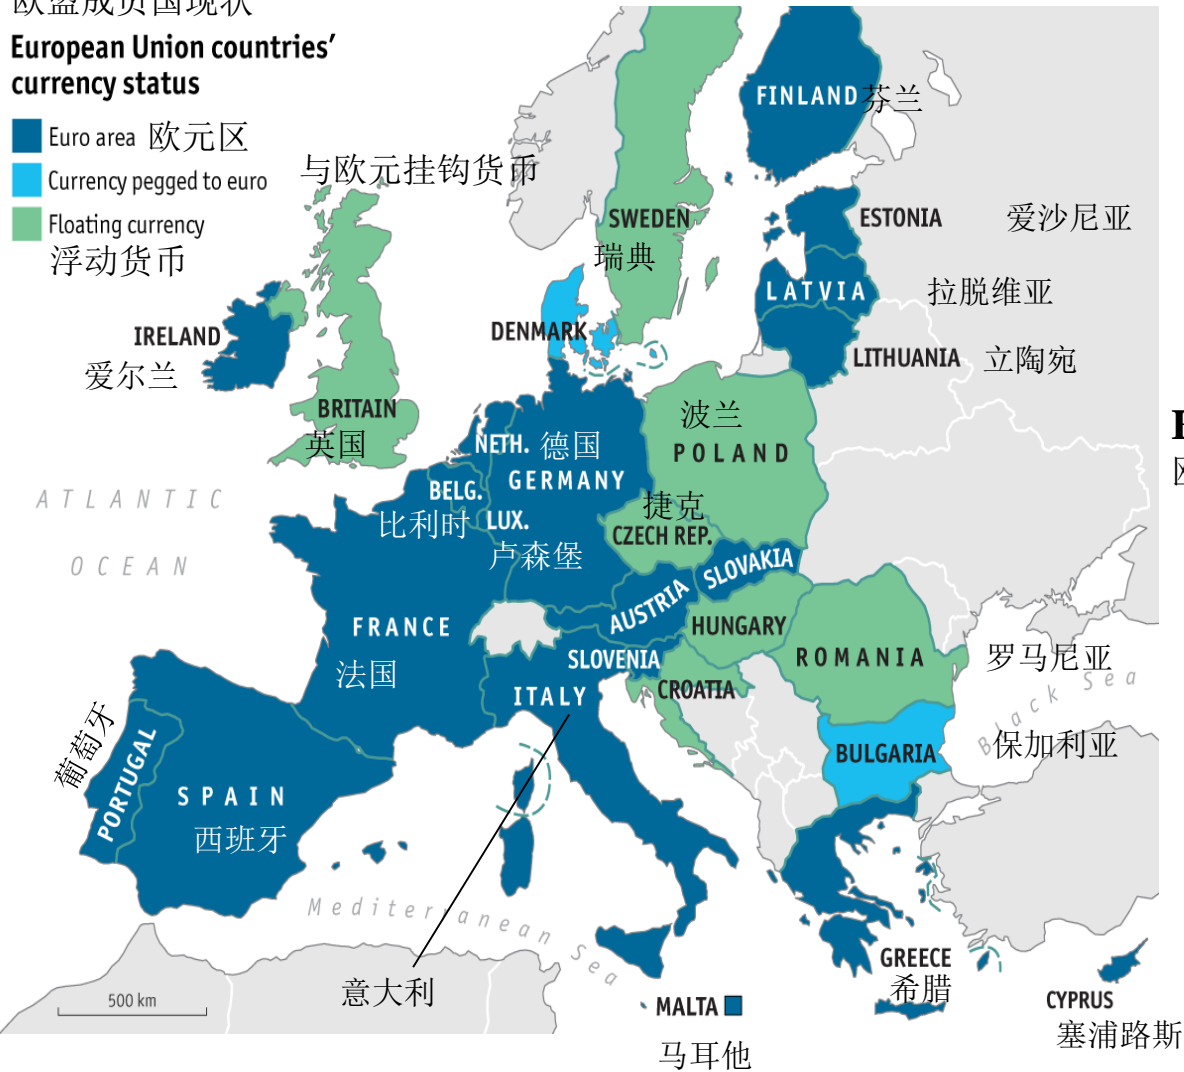 欧盟成员国现状
European Union countries'
currency status
Euro area 欧元区
与欧元挂钩货币
Currency pegged to euro
Floating currency
浮动货币
FINLAND 芬兰
SWEDEN
瑞典
ESTONIA 爱沙尼亚
LATVIA 拉脱维亚
LITHUANIA 立陶宛
DENMARK
IRELAND
爱尔兰
BRITAIN
英国
NETH. 德国
GERMANY
波兰
POLAND
BELG.
比利时
LUX.
卢森堡
捷克
CZECH REP.
ATLANTIC
OCEAN
SLOVAKIA
AUSTRIA
HUNGARY
FRANCE
法国
SLOVENIA
ITALY
CROATIA
ROMANIA
罗马尼亚
Black Sea
BULGARIA
保加利亚
葡萄牙
PORTUGAL
SPAIN
西班牙
Mediterranean Sea
意大利
GREECE
希腊
MALTA
马耳他
CYPRUS
塞浦路斯
500 km